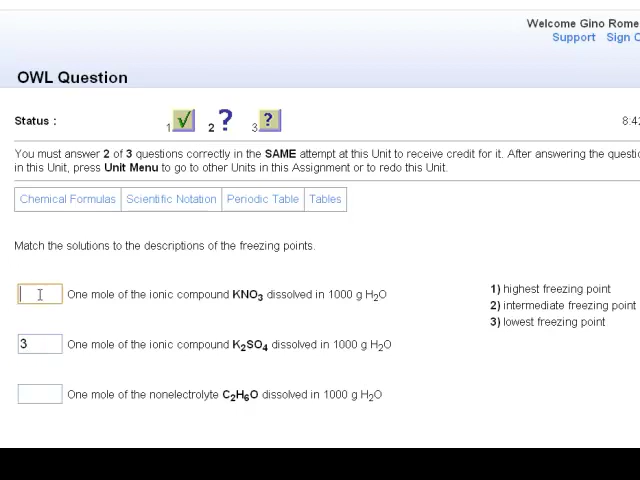 Welcome Gino Rome
Support Sign O
OWL Question
Status :
1 2 ? 3 ?
8:42
You must answer 2 of 3 questions correctly in the SAME attempt at this Unit to receive credit for it. After answering the questio
in this Unit, press Unit Menu to go to other Units in this Assignment or to redo this Unit.
Chemical Formulas Scientific Notation Periodic Table Tables
Match the solutions to the descriptions of the freezing points.
One mole of the ionic compound KNO₃ dissolved in 1000 g H₂O
1) highest freezing point
2) intermediate freezing point
3) lowest freezing point
3 One mole of the ionic compound K₂SO₄ dissolved in 1000 g H₂O
One mole of the nonelectrolyte C₂H₆O dissolved in 1000 g H₂O